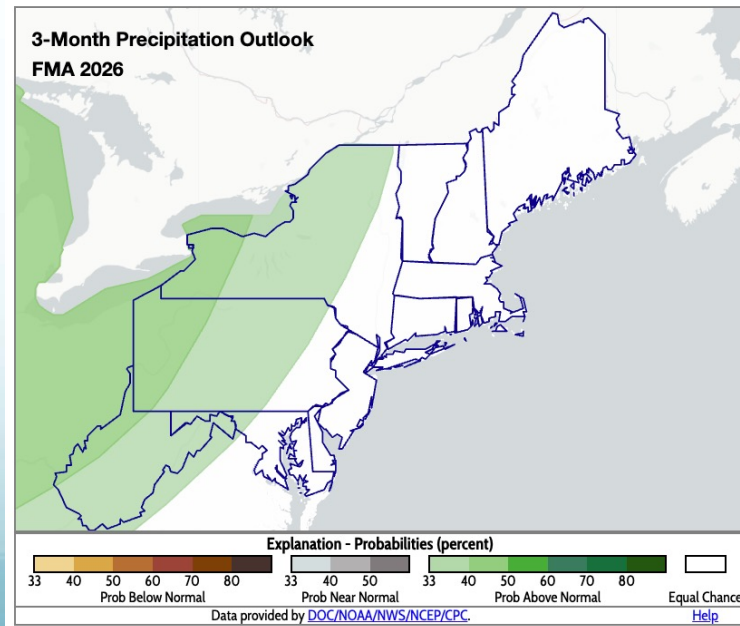 3-Month Precipitation Outlook
FMA 2026
Explanation - Probabilities (percent)
33 40 50 60 70 80 33 40 50 33 40 50 60 70 80
Prob Below Normal Prob Near Normal Prob Above Normal Equal Chance
Data provided by DOC/NOAA/NWS/NCEP/CPC. Help